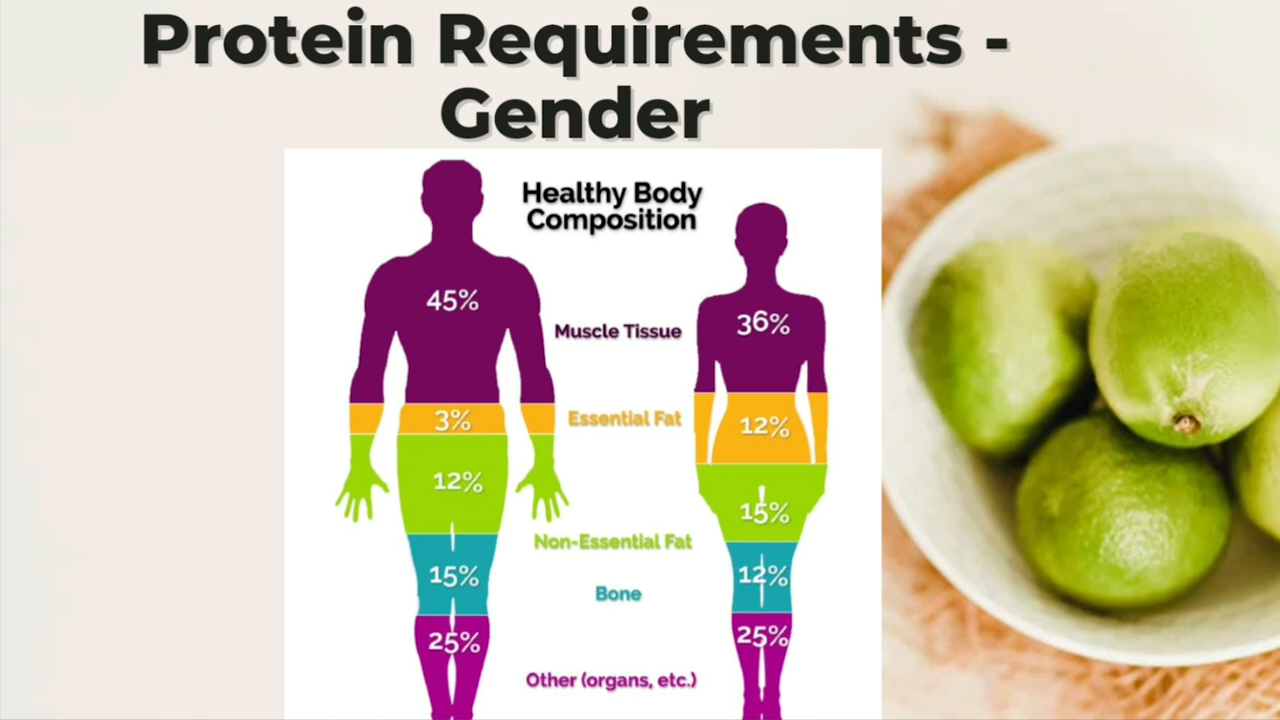 Protein Requirements -
Gender
Healthy Body
Composition
45%
36%
Muscle Tissue
3%
Essential Fat
12%
12%
15%
Non-Essential Fat
15%
Bone
12%
25%
25%
Other (organs, etc.)